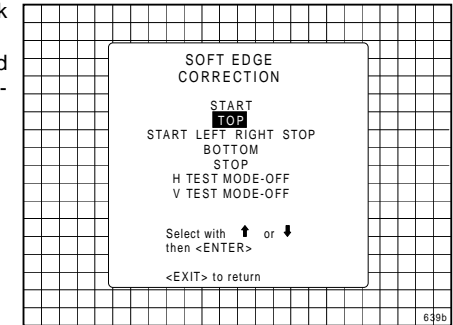 k
d
-
SOFT EDGE
CORRECTION
START
TOP
START LEFT RIGHT STOP
BOTTOM
STOP
H TEST MODE-OFF
V TEST MODE-OFF
Select with ⬆ or ⬇
then <ENTER>
<EXIT> to return
639b